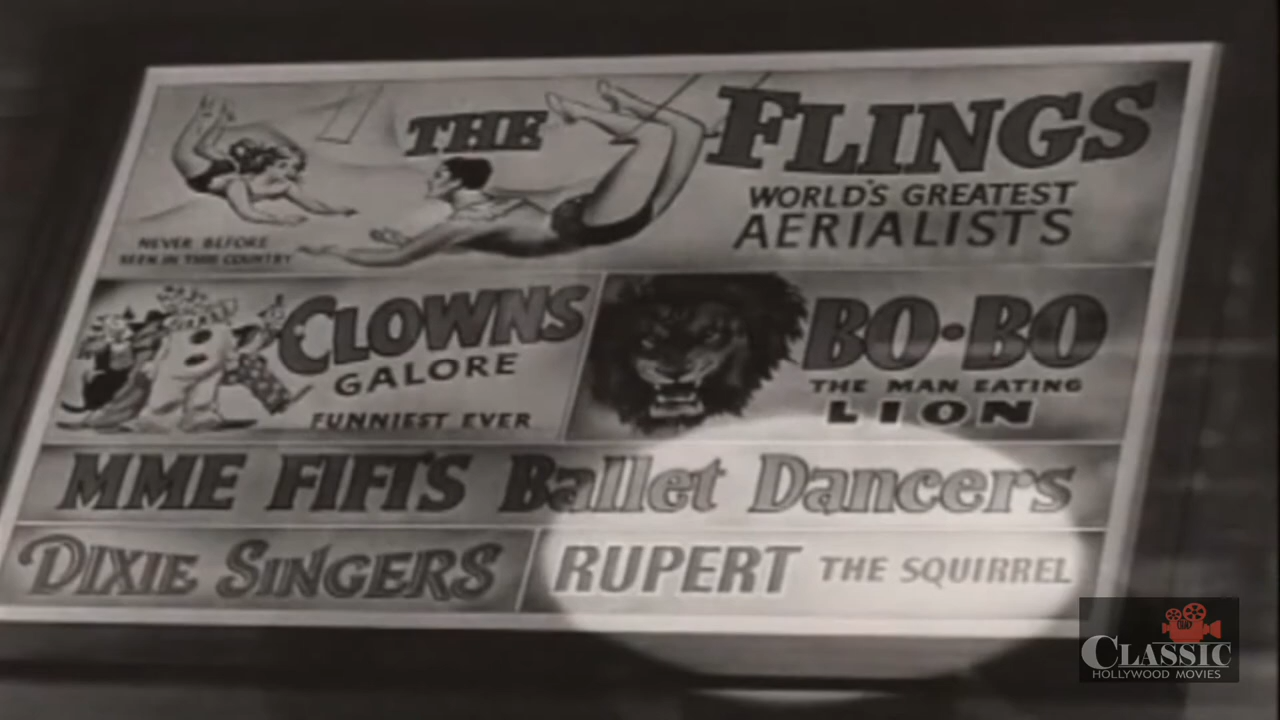 THE FLINGS
WORLD'S GREATEST
AERIALISTS
NEVER BEFORE
SEEN IN THIS COUNTRY
CLOWNS
GALORE
FUNNIEST EVER
BO•BO
THE MAN EATING
LION
MME FIFI'S Ballet Dancers
DIXIE SINGERS
RUPERT THE SQUIRREL
CLASSIC
HOLLYWOOD MOVIES